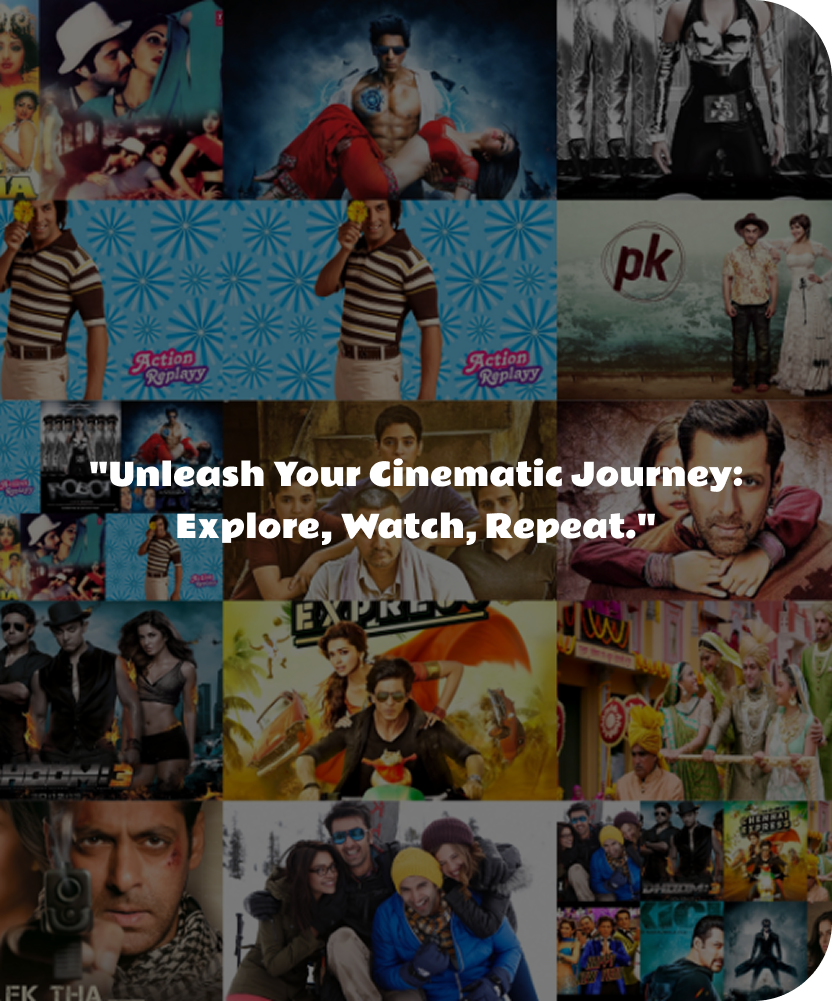 pk
Action
Replayy
Action
Replayy
"Unleash Your Cinematic Journey:
Explore, Watch, Repeat."
EXPRESS
DHOOM:3
EK THA
CHENNAI
EXPRESS
DHOOM:3